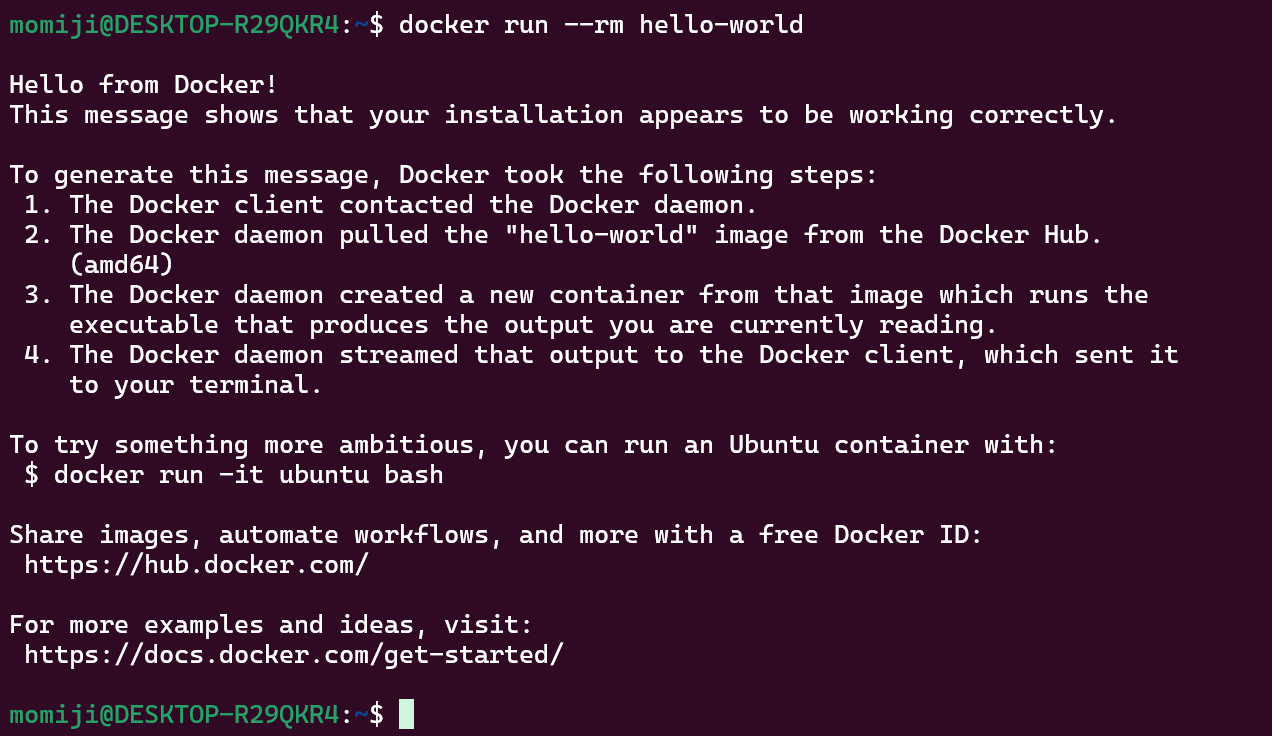 momiji@DESKTOP-R29QKR4:~$ docker run --rm hello-world
Hello from Docker!
This message shows that your installation appears to be working correctly.
To generate this message, Docker took the following steps:
1. The Docker client contacted the Docker daemon.
2. The Docker daemon pulled the "hello-world" image from the Docker Hub.
(amd64)
3. The Docker daemon created a new container from that image which runs the
executable that produces the output you are currently reading.
4. The Docker daemon streamed that output to the Docker client, which sent it
to your terminal.
To try something more ambitious, you can run an Ubuntu container with:
$ docker run -it ubuntu bash
Share images, automate workflows, and more with a free Docker ID:
https://hub.docker.com/
For more examples and ideas, visit:
https://docs.docker.com/get-started/
momiji@DESKTOP-R29QKR4:~$